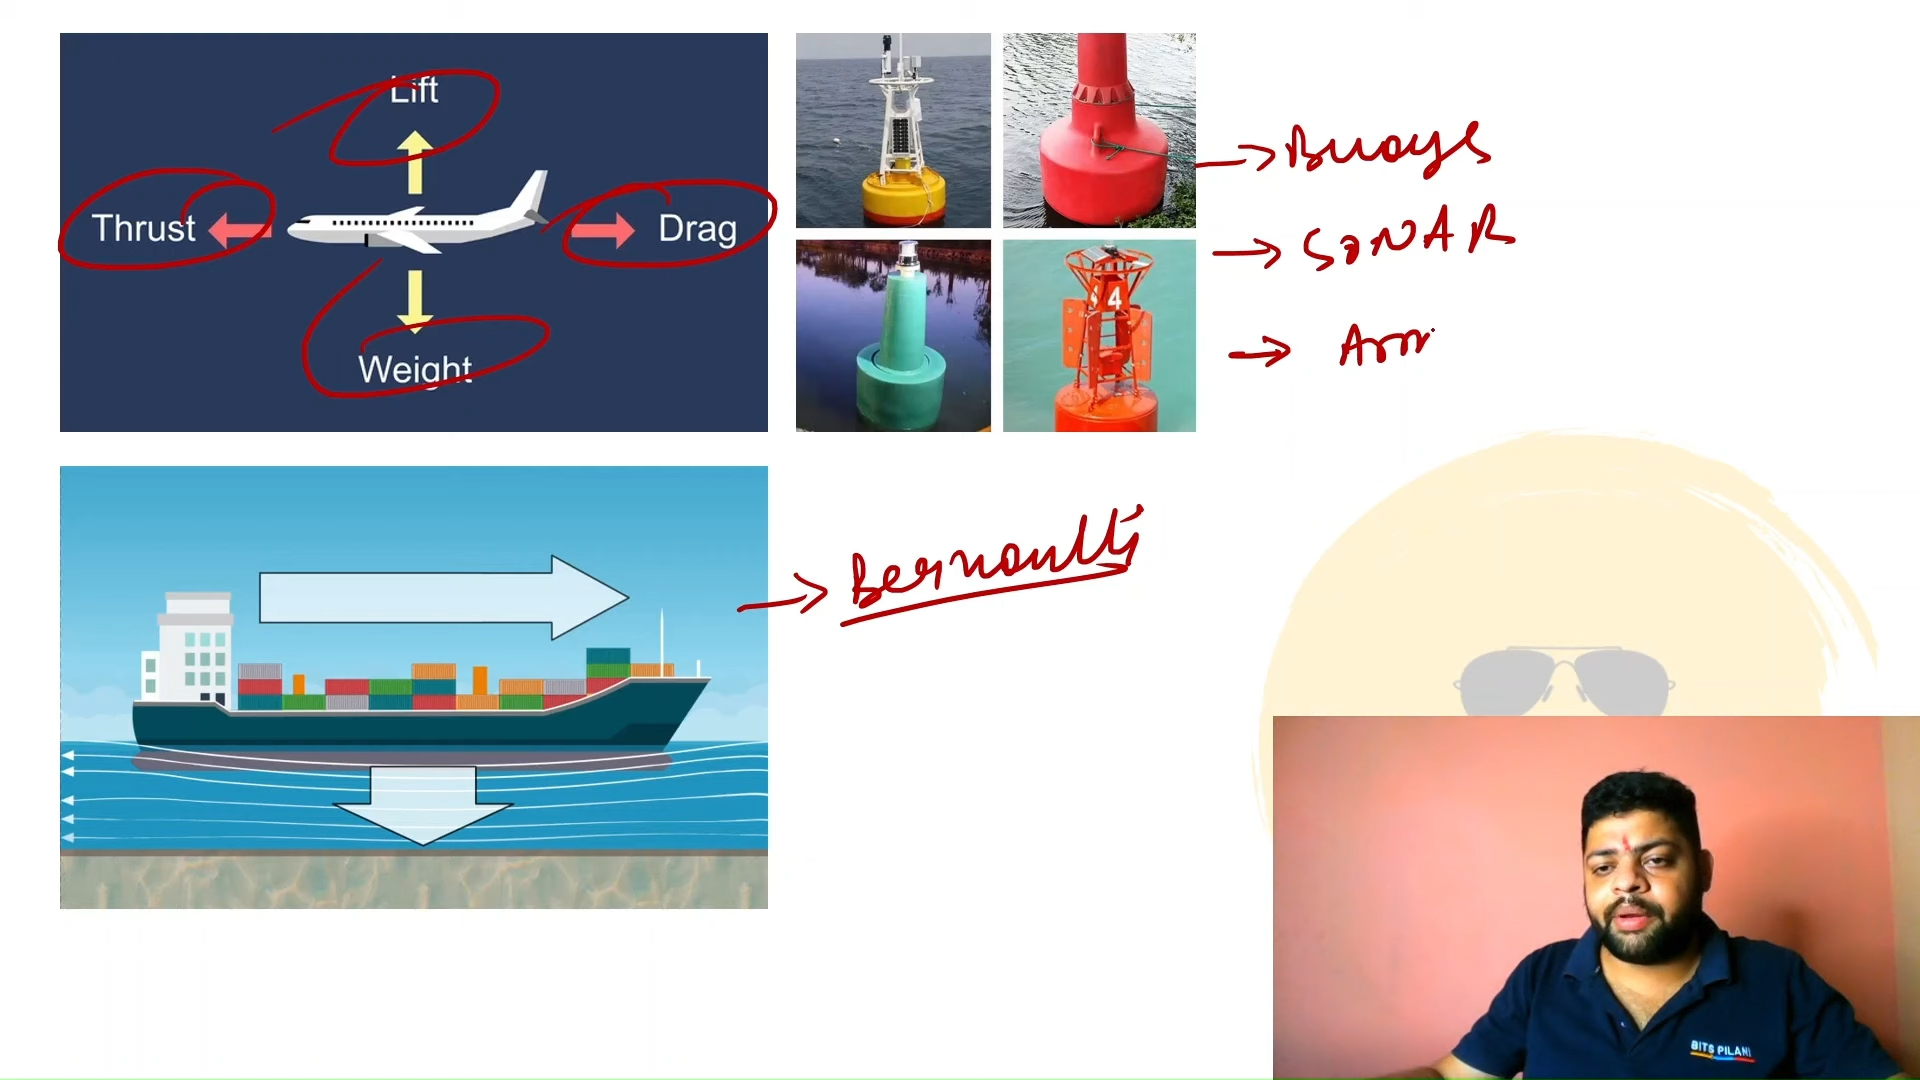 Lift
Thrust
Drag
Weight
→ Buoys
→ SONAR
→
4
→ Bernoulli
BITS PILANI